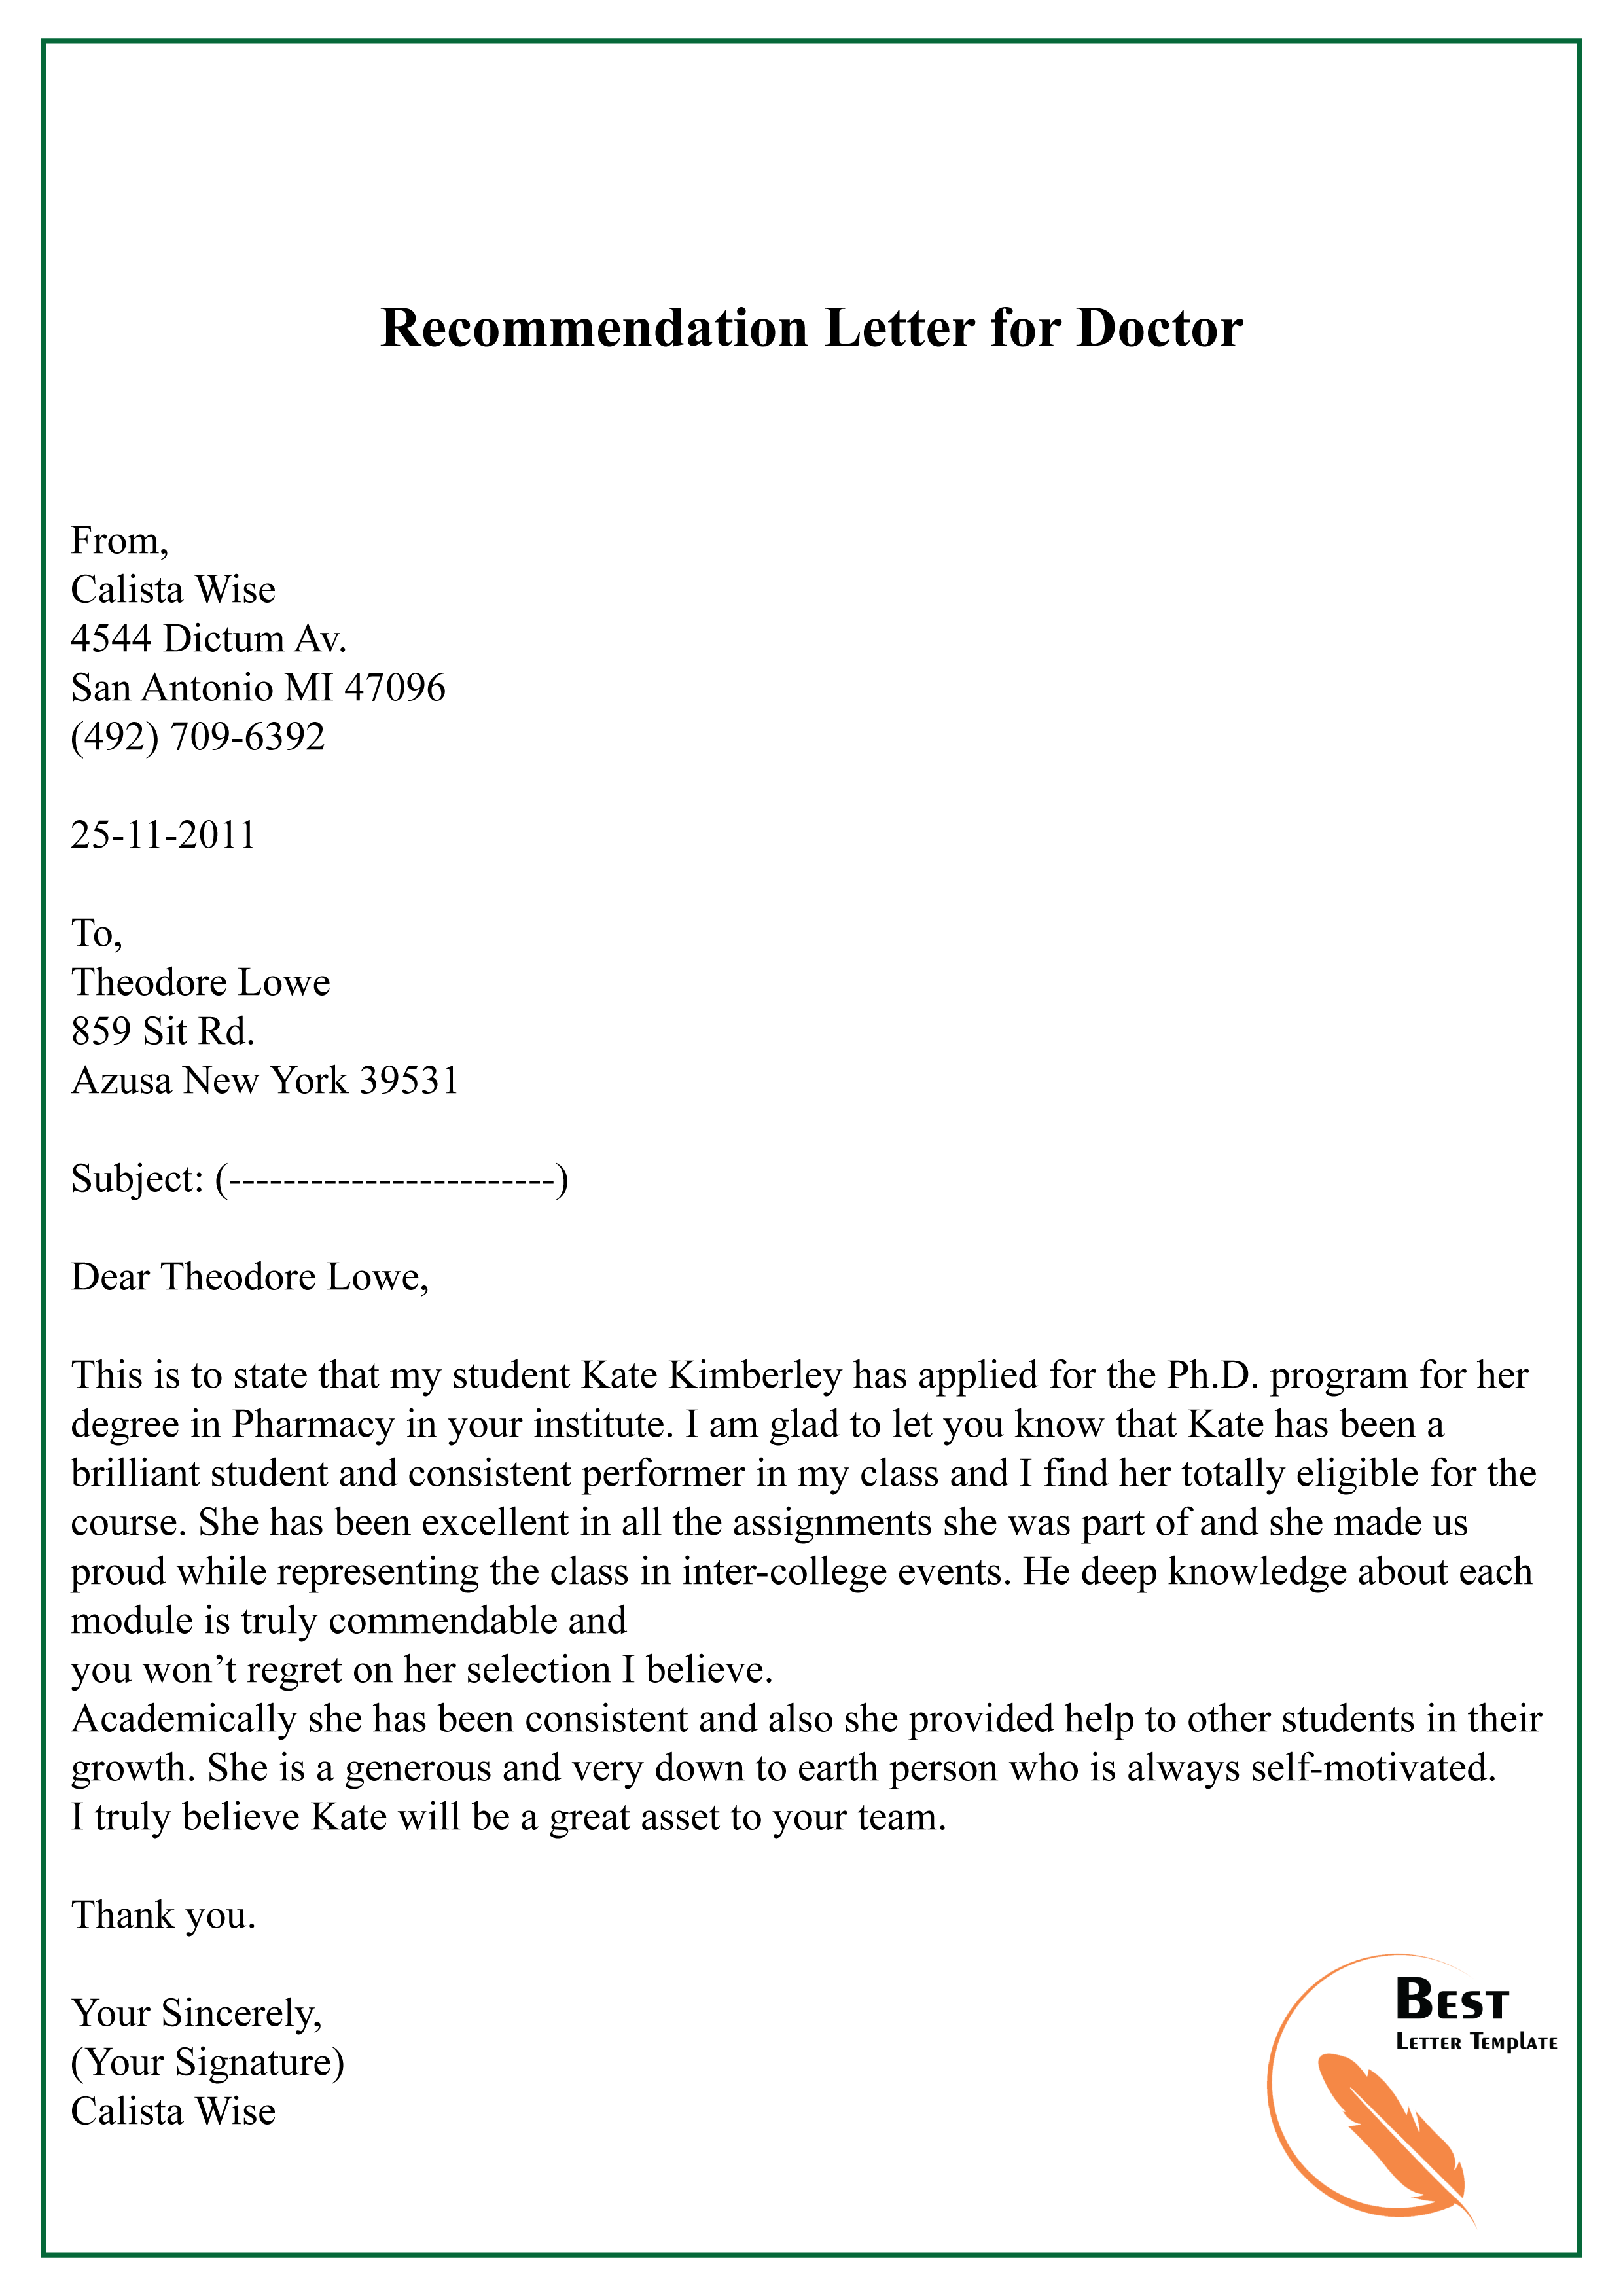 Recommendation Letter for Doctor
From,
Calista Wise
4544 Dictum Av.
San Antonio MI 47096
(492) 709-6392
25-11-2011
To,
Theodore Lowe
859 Sit Rd.
Azusa New York 39531
Subject: (------------------------)
Dear Theodore Lowe,
This is to state that my student Kate Kimberley has applied for the Ph.D. program for her
degree in Pharmacy in your institute. I am glad to let you know that Kate has been a
brilliant student and consistent performer in my class and I find her totally eligible for the
course. She has been excellent in all the assignments she was part of and she made us
proud while representing the class in inter-college events. He deep knowledge about each
module is truly commendable and
you won’t regret on her selection I believe.
Academically she has been consistent and also she provided help to other students in their
growth. She is a generous and very down to earth person who is always self-motivated.
I truly believe Kate will be a great asset to your team.
Thank you.
Your Sincerely,
(Your Signature)
Calista Wise
Best
Letter Template